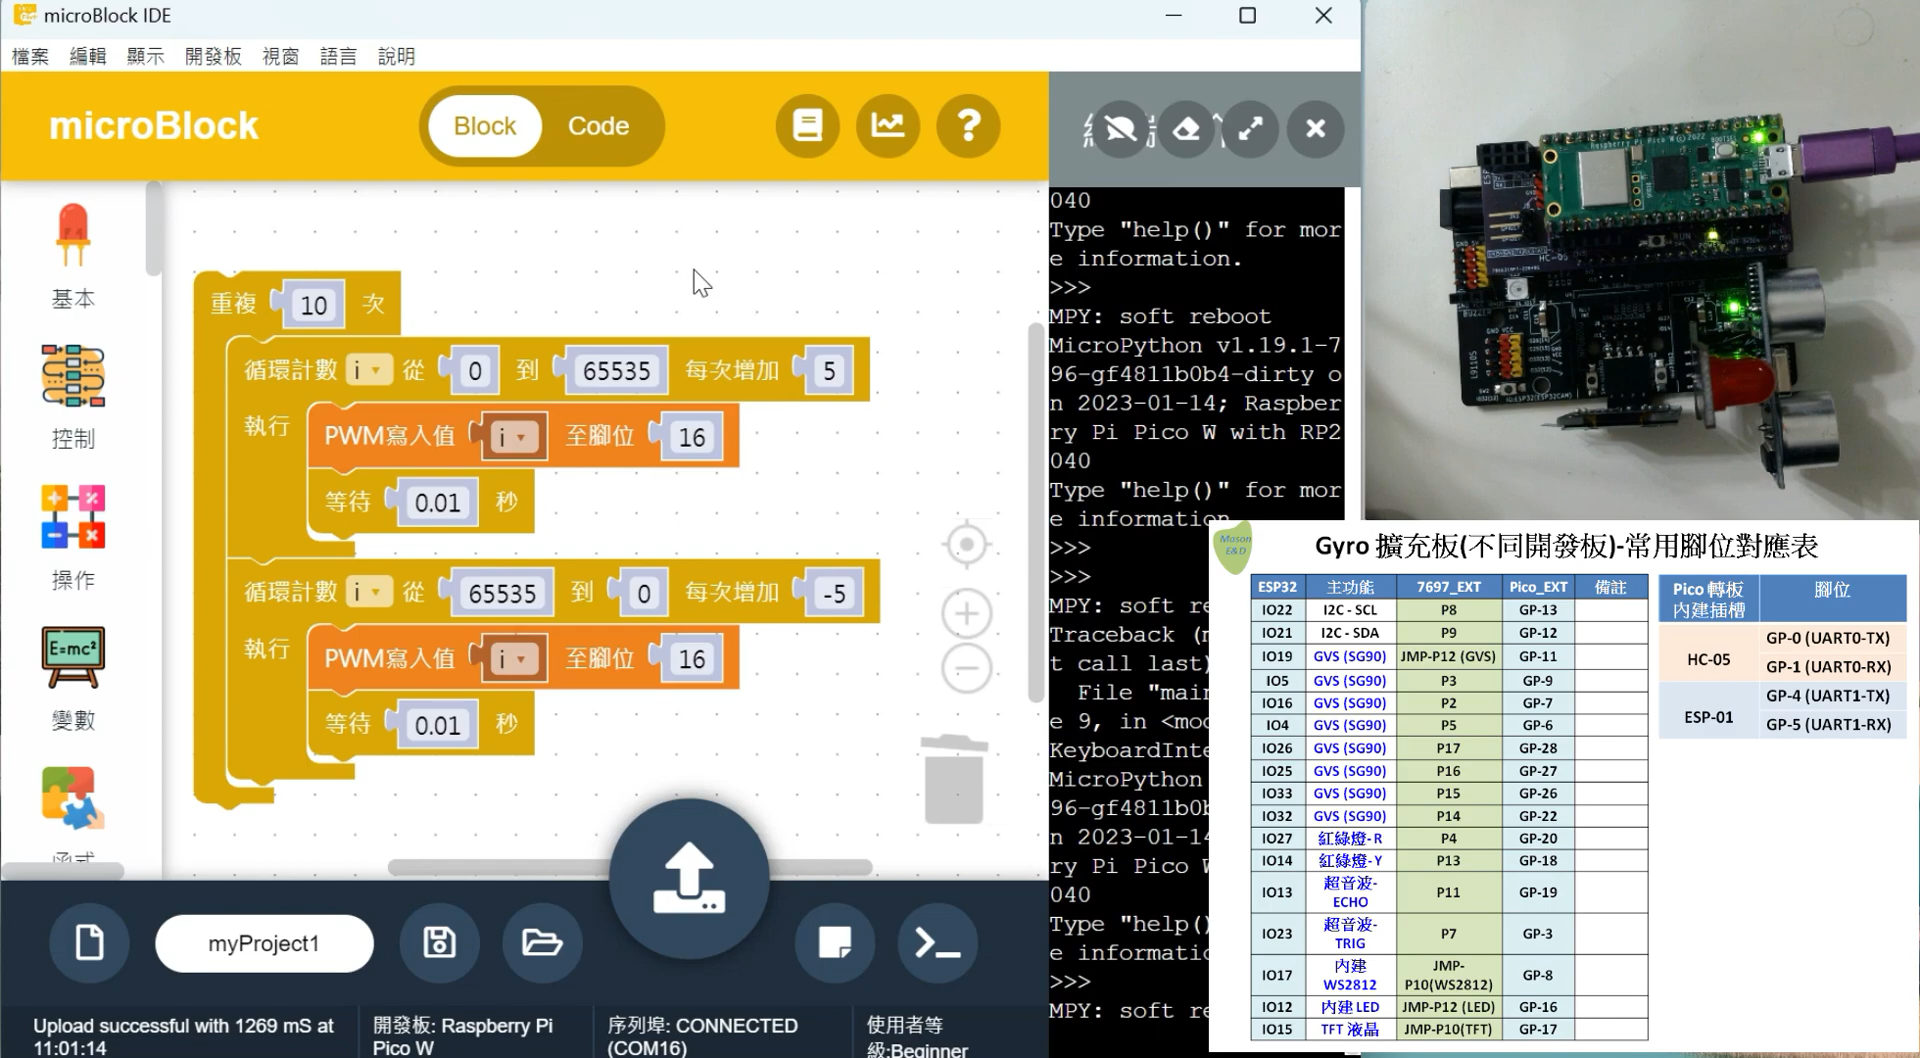 microBlock IDE
檔案 編輯 顯示 開發板 視窗 語言 說明
microBlock
Block Code
?
基本
控制
操作
E=mc²
變數
函式
重複 10 次
循環計數 i 從 0 到 65535 每次增加 5
執行 PWM寫入值 i 至腳位 16
等待 0.01 秒
循環計數 i 從 65535 到 0 每次增加 -5
執行 PWM寫入值 i 至腳位 16
等待 0.01 秒
myProject1
Upload successful with 1269 mS at
11:01:14
開發板: Raspberry Pi
Pico W
序列埠: CONNECTED
(COM16)
使用者等
級:Beginner
040
Type "help()" for mor
e information.
>>>
MPY: soft reboot
MicroPython v1.19.1-7
96-gf4811b0b4-dirty o
n 2023-01-14; Raspber
ry Pi Pico W with RP2
040
Type "help()" for mor
e information
>>>
>>>
MPY: soft re
Traceback (m
t call last)
File "mai
e 9, in <mod
KeyboardInte
MicroPython
96-gf4811b0b
n 2023-01-14
ry Pi Pico W
040
Type "help()
e informatio
>>>
MPY: soft re
Raspberry Pi Pico W © 2022
HC-05
Mason
E&D
Gyro 擴充板(不同開發板)-常用腳位對應表
ESP32 主功能 7697_EXT Pico_EXT 備註
IO22 I2C - SCL P8 GP-13
IO21 I2C - SDA P9 GP-12
IO19 GVS (SG90) JMP-P12 (GVS) GP-11
IO5 GVS (SG90) P3 GP-9
IO16 GVS (SG90) P2 GP-7
IO4 GVS (SG90) P5 GP-6
IO26 GVS (SG90) P17 GP-28
IO25 GVS (SG90) P16 GP-27
IO33 GVS (SG90) P15 GP-26
IO32 GVS (SG90) P14 GP-22
IO27 紅綠燈-R P4 GP-20
IO14 紅綠燈-Y P13 GP-18
IO13 超音波-
ECHO P11 GP-19
IO23 超音波-
TRIG P7 GP-3
IO17 內建
WS2812 JMP-
P10(WS2812) GP-8
IO12 內建 LED JMP-P12 (LED) GP-16
IO15 TFT 液晶 JMP-P10(TFT) GP-17
Pico 轉板
內建插槽 腳位
HC-05 GP-0 (UART0-TX)
GP-1 (UART0-RX)
ESP-01 GP-4 (UART1-TX)
GP-5 (UART1-RX)